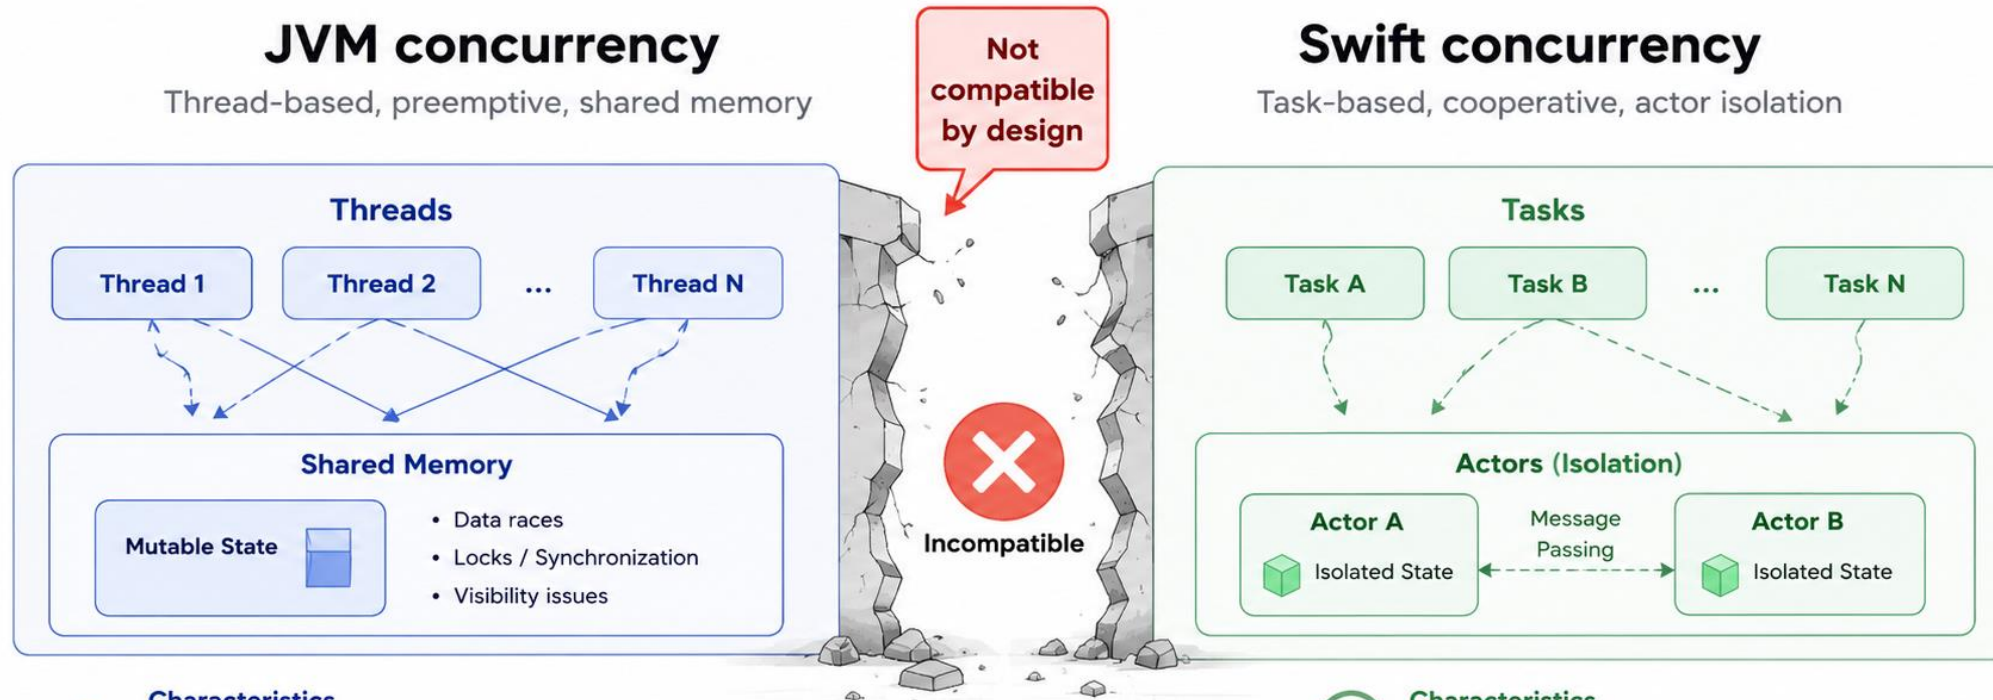 JVM concurrency
Thread-based, preemptive, shared memory
Threads
Thread 1
Thread 2
...
Thread N
Shared Memory
Mutable State
• Data races
• Locks / Synchronization
• Visibility issues
Characteristics
Not
compatible
by design
Incompatible
Swift concurrency
Task-based, cooperative, actor isolation
Tasks
Task A
Task B
...
Task N
Actors (Isolation)
Actor A
Isolated State
Message
Passing
Actor B
Isolated State
Characteristics